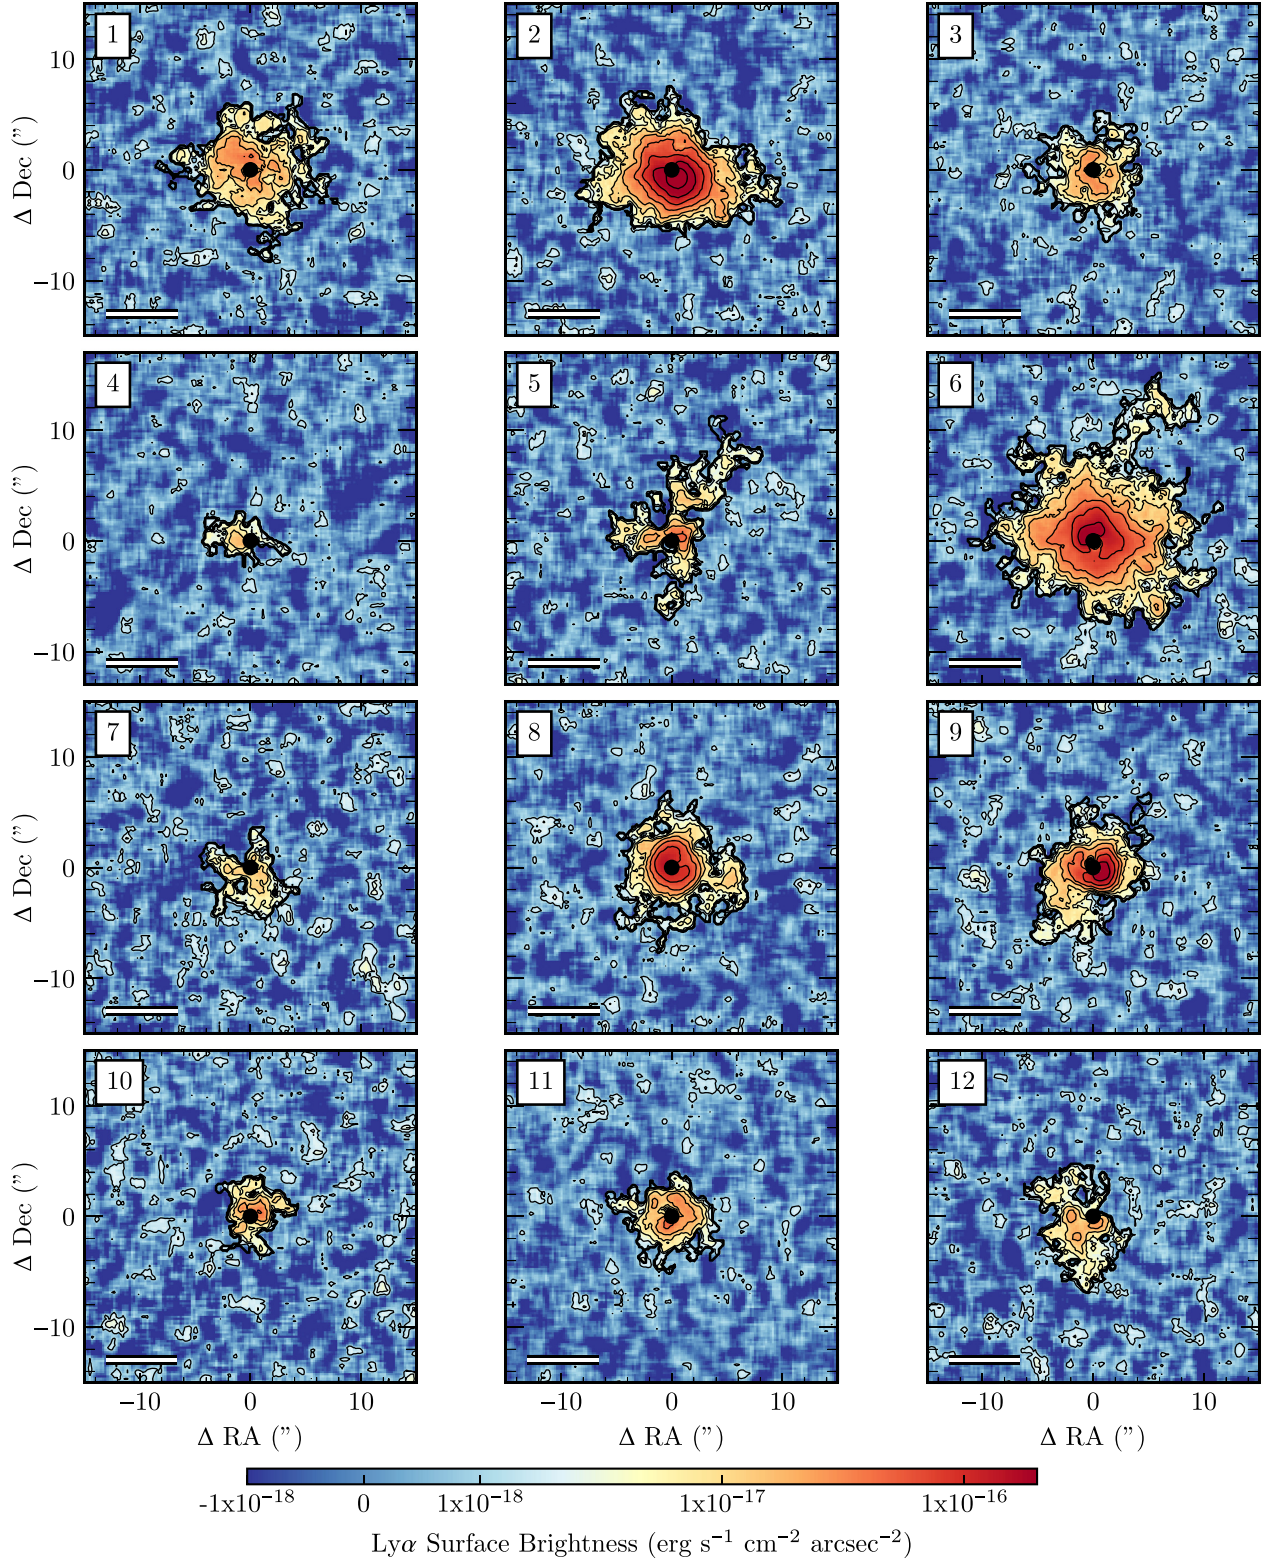 1 2 3
10
0
−10
Δ Dec (”)
4 5 6
10
0
−10
Δ Dec (”)
7 8 9
10
0
−10
Δ Dec (”)
10 11 12
10
0
−10
Δ Dec (”)
−10 0 10 −10 0 10 −10 0 10
Δ RA (”) Δ RA (”) Δ RA (”)
-1x10⁻¹⁸ 0 1x10⁻¹⁸ 1x10⁻¹⁷ 1x10⁻¹⁶
Lyα Surface Brightness (erg s⁻¹ cm⁻² arcsec⁻²)